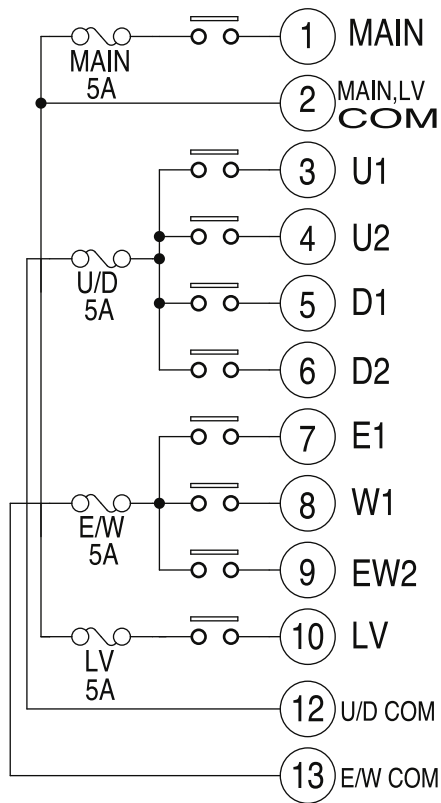 1 MAIN
MAIN
5A
2 MAIN,LV
COM
3 U1
4 U2
U/D
5A
5 D1
6 D2
7 E1
8 W1
E/W
5A
9 EW2
10 LV
LV
5A
12 U/D COM
13 E/W COM